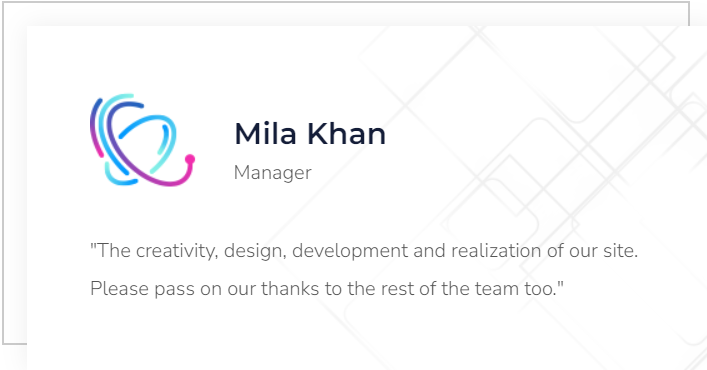 Mila Khan
Manager
"The creativity, design, development and realization of our site.
Please pass on our thanks to the rest of the team too."